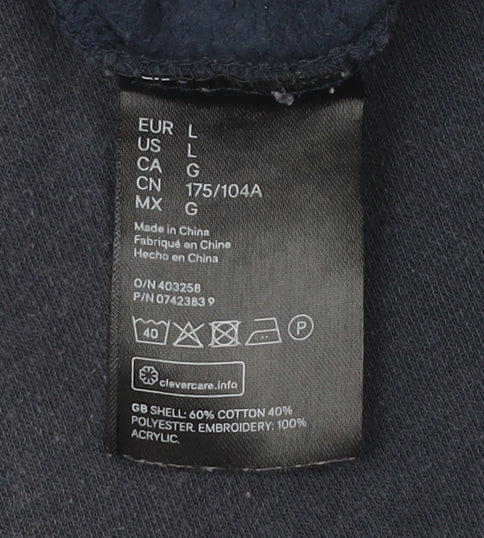 EUR L
US L
CA G
CN 175/104A
MX G
Made in China
Fabriqué en Chine
Hecho en China
O/N 403258
P/N 0742383 9
40 P
clevercare.info
GB SHELL: 60% COTTON 40%
POLYESTER. EMBROIDERY: 100%
ACRYLIC.